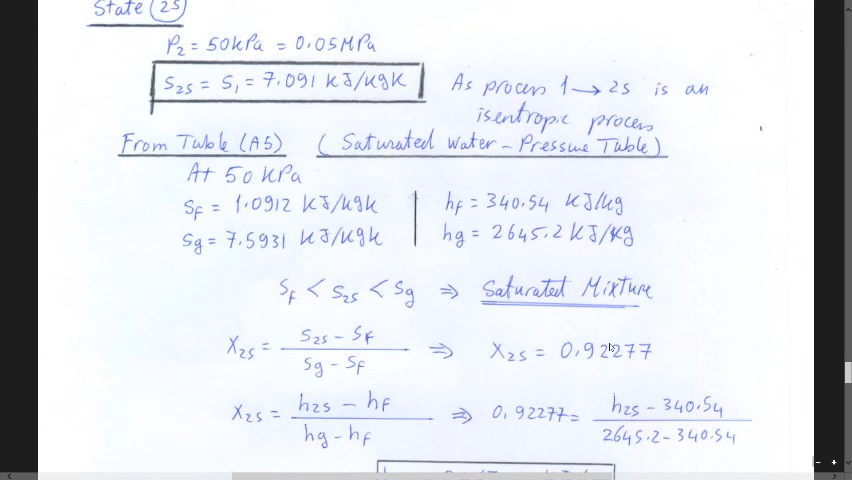 State (2s)
P2 = 50kPa = 0.05MPa
S2s = S1 = 7.091 kJ/kgK
As process 1 → 2s is an
isentropic process
From Table (A5) (Saturated water - Pressure Table)
At 50 kPa
Sf = 1.0912 kJ/kgK
hf = 340.54 kJ/kg
Sg = 7.5931 kJ/kgK
hg = 2645.2 kJ/kg
Sf < S2s < Sg ⇒ Saturated Mixture
X2s = (S2s - Sf) / (Sg - Sf) ⇒ X2s = 0.92277
X2s = (h2s - hf) / (hg - hf) ⇒ 0.92277 = (h2s - 340.54) / (2645.2 - 340.54)